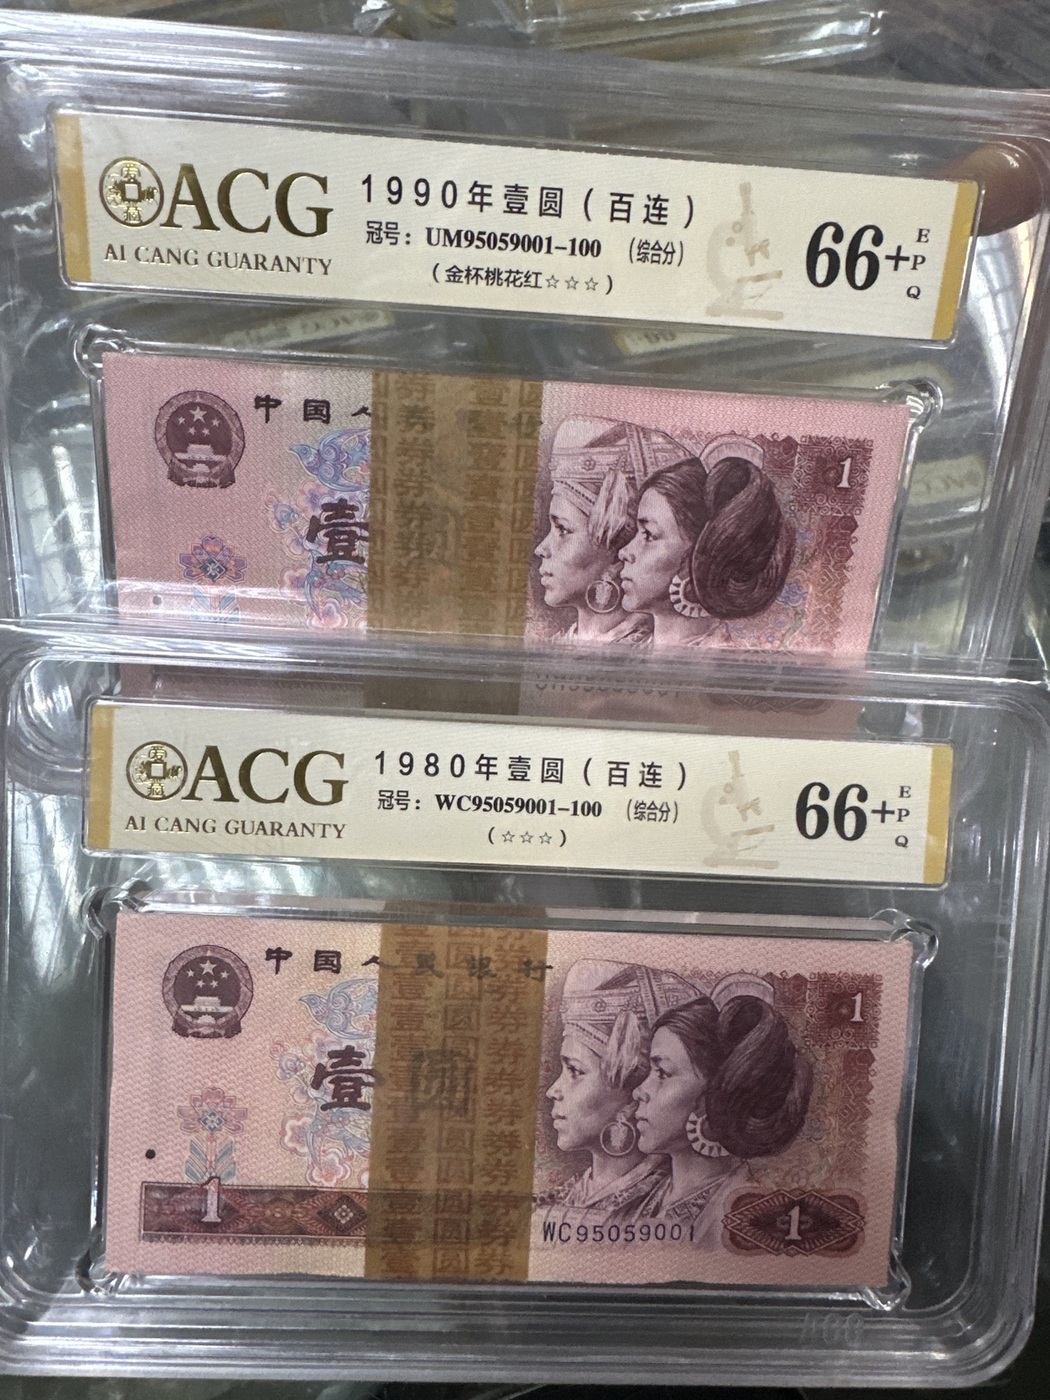 ACG
AI CANG GUARANTY
1990年壹圆（百连）
冠号：UM95059001-100 （综合分）
（金杯桃花红☆☆☆）
66+ EPQ
中国人
壹
1
ACG
AI CANG GUARANTY
1980年壹圆（百连）
冠号：WC95059001-100 （综合分）
（☆☆☆）
66+ EPQ
中国人民银行
1
壹圆
1
WC95059001
1